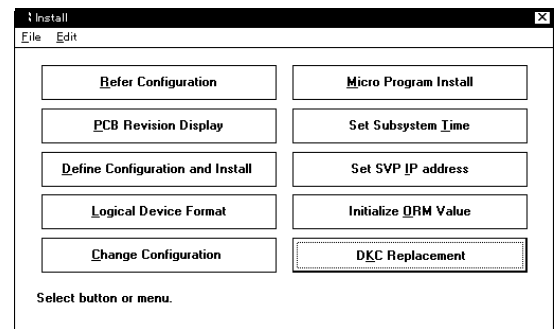 Install
File Edit
Refer Configuration
Micro Program Install
PCB Revision Display
Set Subsystem Time
Define Configuration and Install
Set SVP IP address
Logical Device Format
Initialize ORM Value
Change Configuration
DKC Replacement
Select button or menu.